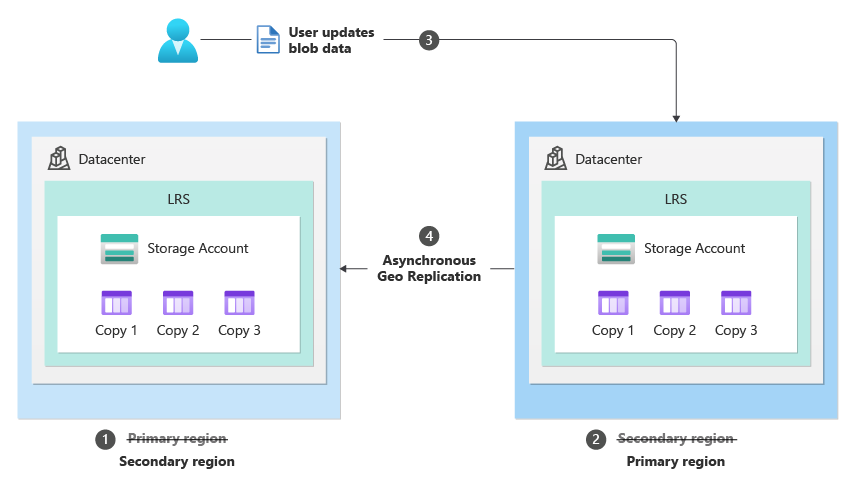 User updates
blob data
3
Datacenter
LRS
Storage Account
Copy 1 Copy 2 Copy 3
4
Asynchronous
Geo Replication
Datacenter
LRS
Storage Account
Copy 1 Copy 2 Copy 3
1 Primary region
Secondary region
2 Secondary region
Primary region